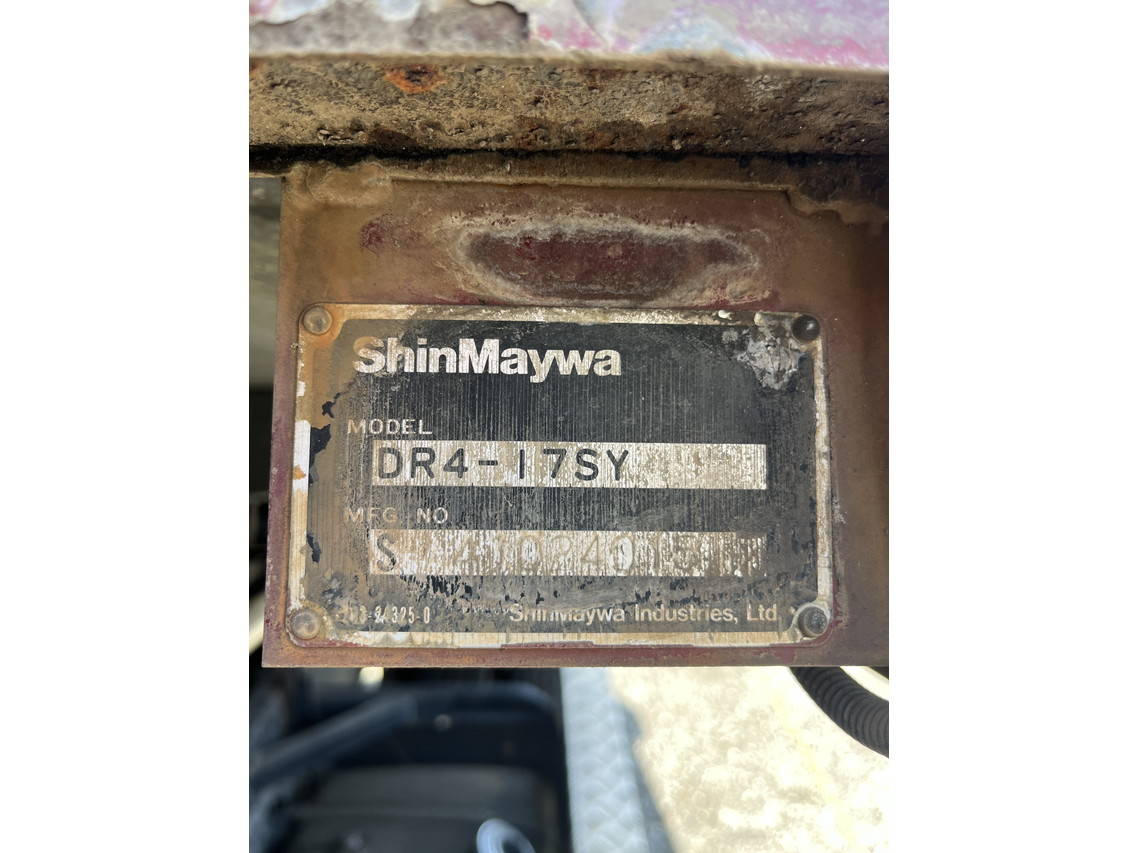 ShinMaywa
MODEL
DR4-17SY
MFG NO
ShinMaywa Industries, Ltd